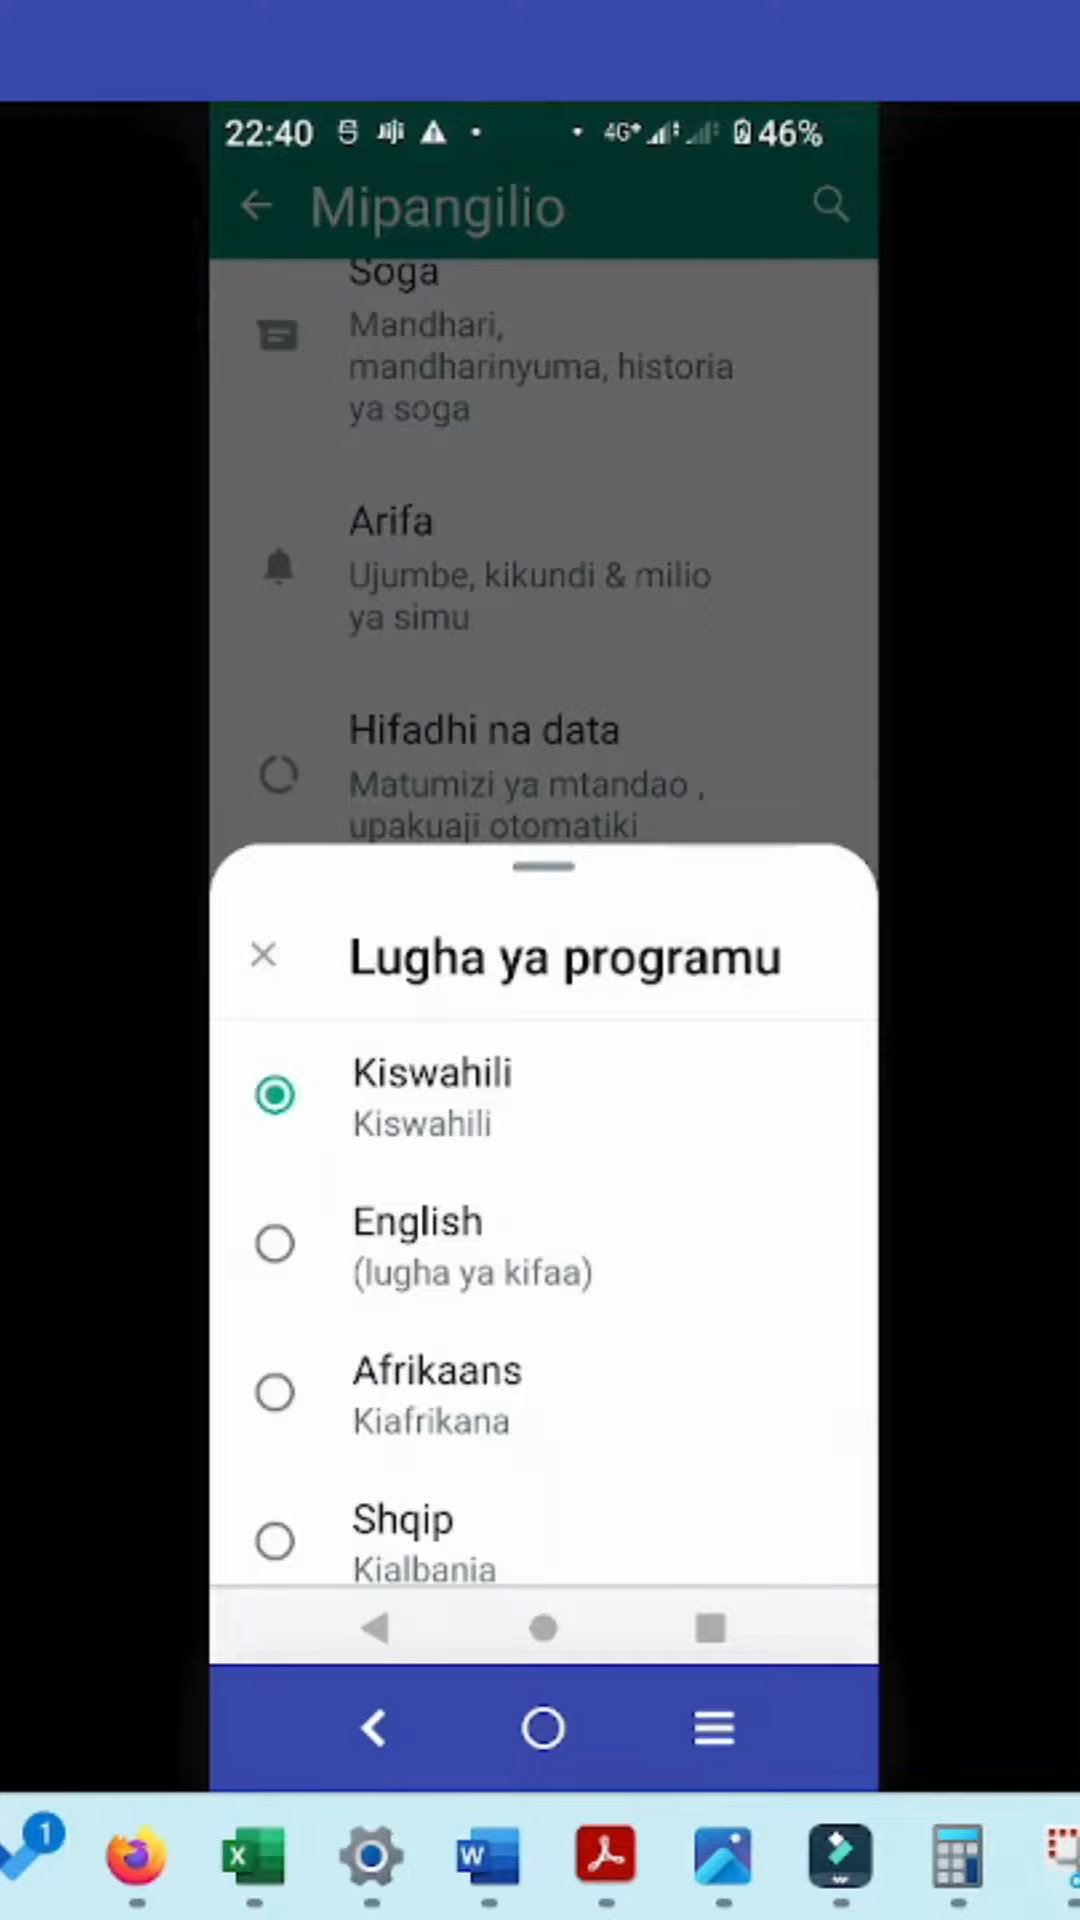 22:40
Jiji
4G+
46%
Mipangilio
Soga
Mandhari,
mandharinyuma, historia
ya soga
Arifa
Ujumbe, kikundi & milio
ya simu
Hifadhi na data
Matumizi ya mtandao ,
upakuaji otomatiki
Lugha ya programu
Kiswahili
Kiswahili
English
(lugha ya kifaa)
Afrikaans
Kiafrikana
Shqip
Kialbania
1
X
W